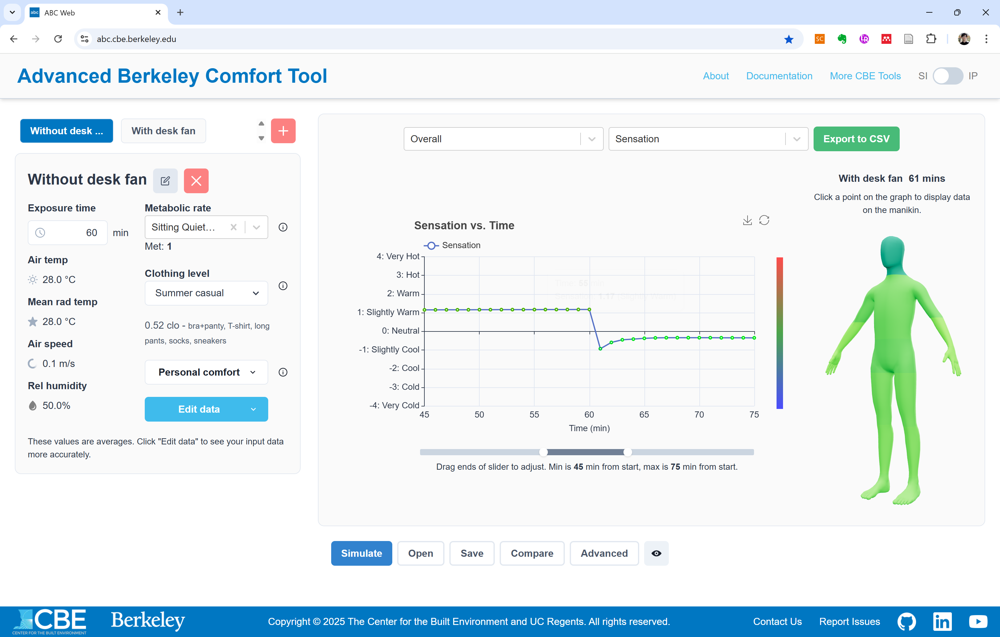 abc
ABC Web
abc.cbe.berkeley.edu
SC
Advanced Berkeley Comfort Tool
About
Documentation
More CBE Tools
SI
IP
Without desk ...
With desk fan
Without desk fan
Exposure time
60
min
Air temp
28.0 °C
Mean rad temp
28.0 °C
Air speed
0.1 m/s
Rel humidity
50.0%
Metabolic rate
Sitting Quiet...
Met: 1
Clothing level
Summer casual
0.52 clo - bra+panty, T-shirt, long
pants, socks, sneakers
Personal comfort
Edit data
These values are averages. Click "Edit data" to see your input data
more accurately.
Overall
Sensation
Export to CSV
With desk fan 61 mins
Click a point on the graph to display data
on the manikin.
Sensation vs. Time
Sensation
4: Very Hot
3: Hot
2: Warm
1: Slightly Warm
0: Neutral
-1: Slightly Cool
-2: Cool
-3: Cold
-4: Very Cold
Time: 55 min
Sensation: 1.17 (Slightly Warm)
45
50
55
60
65
70
75
Time (min)
Drag ends of slider to adjust. Min is 45 min from start, max is 75 min from start.
Simulate
Open
Save
Compare
Advanced
CBE
CENTER FOR THE BUILT ENVIRONMENT
Berkeley
Copyright © 2025 The Center for the Built Environment and UC Regents. All rights reserved.
Contact Us
Report Issues
in